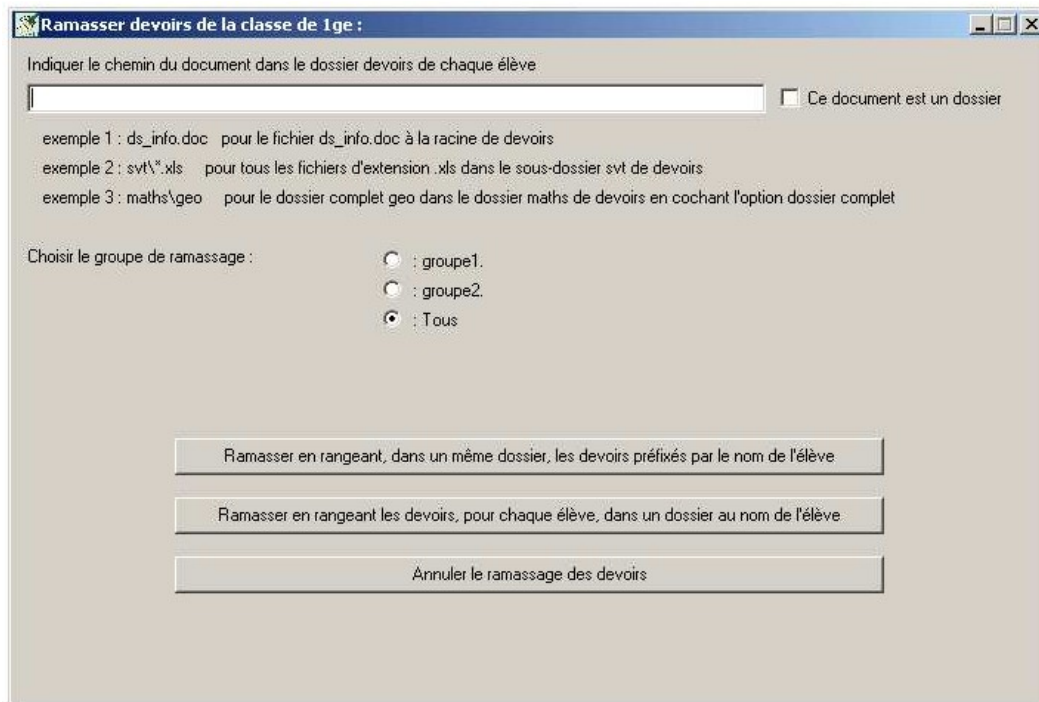 Ramasser devoirs de la classe de 1ge :
Indiquer le chemin du document dans le dossier devoirs de chaque élève
Ce document est un dossier
exemple 1 : ds_info.doc pour le fichier ds_info.doc à la racine de devoirs
exemple 2 : svt\*.xls pour tous les fichiers d'extension .xls dans le sous-dossier svt de devoirs
exemple 3 : maths\geo pour le dossier complet geo dans le dossier maths de devoirs en cochant l'option dossier complet
Choisir le groupe de ramassage :
: groupe1.
: groupe2.
: Tous
Ramasser en rangeant, dans un même dossier, les devoirs préfixés par le nom de l'élève
Ramasser en rangeant les devoirs, pour chaque élève, dans un dossier au nom de l'élève
Annuler le ramassage des devoirs